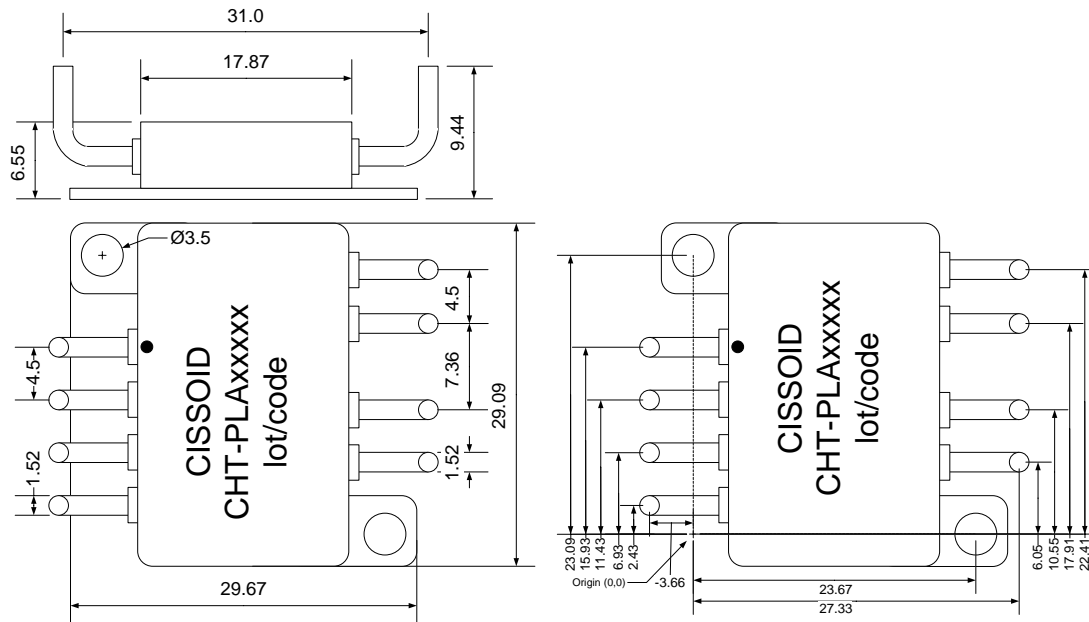 31.0
17.87
6.55
9.44
Ø3.5
4.5
1.52
CISSOID
CHT-PLAxxxxx
lot/code
4.5
7.36
1.52
29.09
29.67
CISSOID
CHT-PLAxxxxx
lot/code
23.09
15.93
11.43
6.93
2.43
Origin (0,0)
-3.66
23.67
27.33
6.05
10.55
17.91
22.41